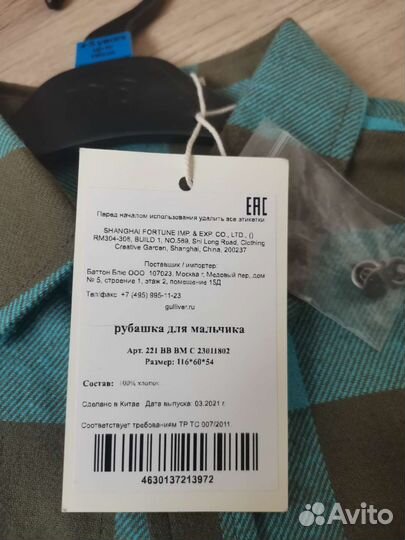 EAC
Перед началом использования удалить все этикетки
SHANGHAI FORTUNE IMP. & EXP. CO., LTD., ()
RM304-306, BUILD 1, NO.569, Shi Long Road, Clothing
Creative Garden, Shanghai, China, 200237
Поставщик / импортер:
Баттон Блю ООО 107023, Москва г, Медовый пер, дом
№ 5, строение 1, этаж 2, помещение 15Д
Тел/факс +7 (495) 995-11-23
gulliver.ru
рубашка для мальчика
Арт. 221 BB BM C 23011802
Размер: 116*60*54
Состав: 100% хлопок
Сделано в Китае Дата выпуска: 03.2021 г.
Соответствует требованиям ТР ТС 007/2011
4630137213972
Avito